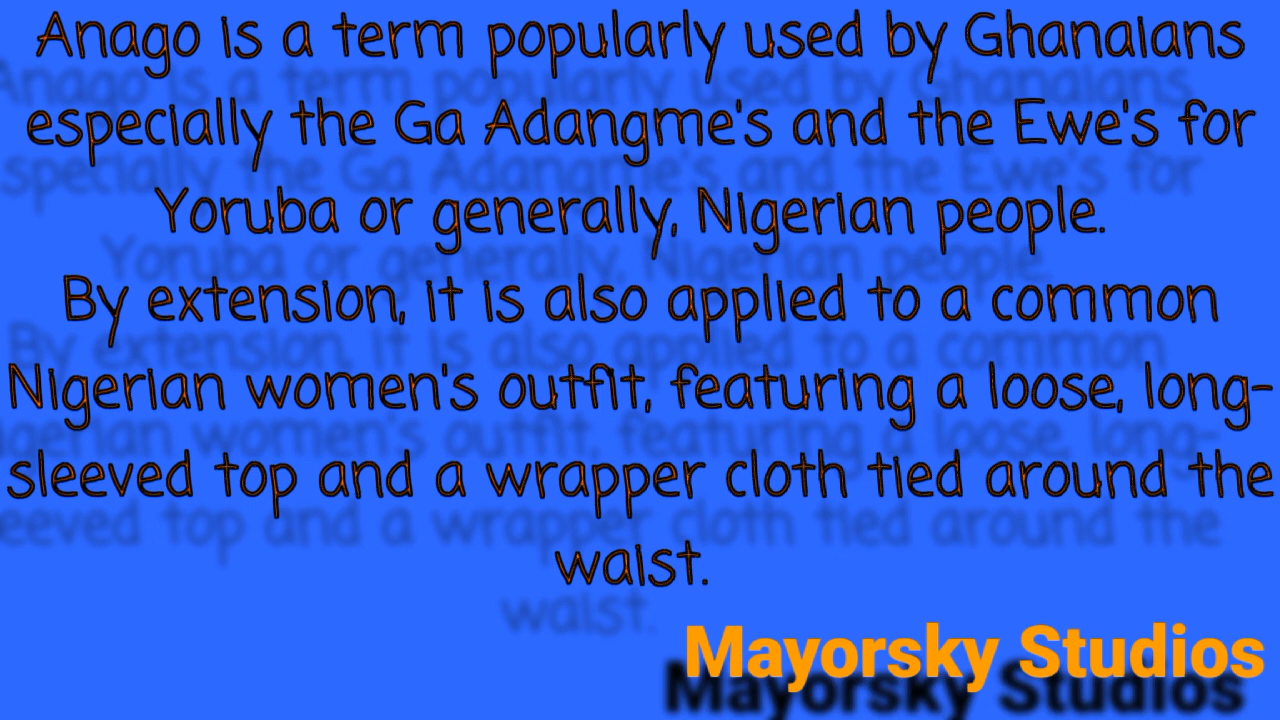 Anago is a term popularly used by Ghanaians
especially the Ga Adangme's and the Ewe's for
Yoruba or generally, Nigerian people.
By extension, it is also applied to a common
Nigerian women's outfit, featuring a loose, long-
sleeved top and a wrapper cloth tied around the
waist.
Mayorsky Studios